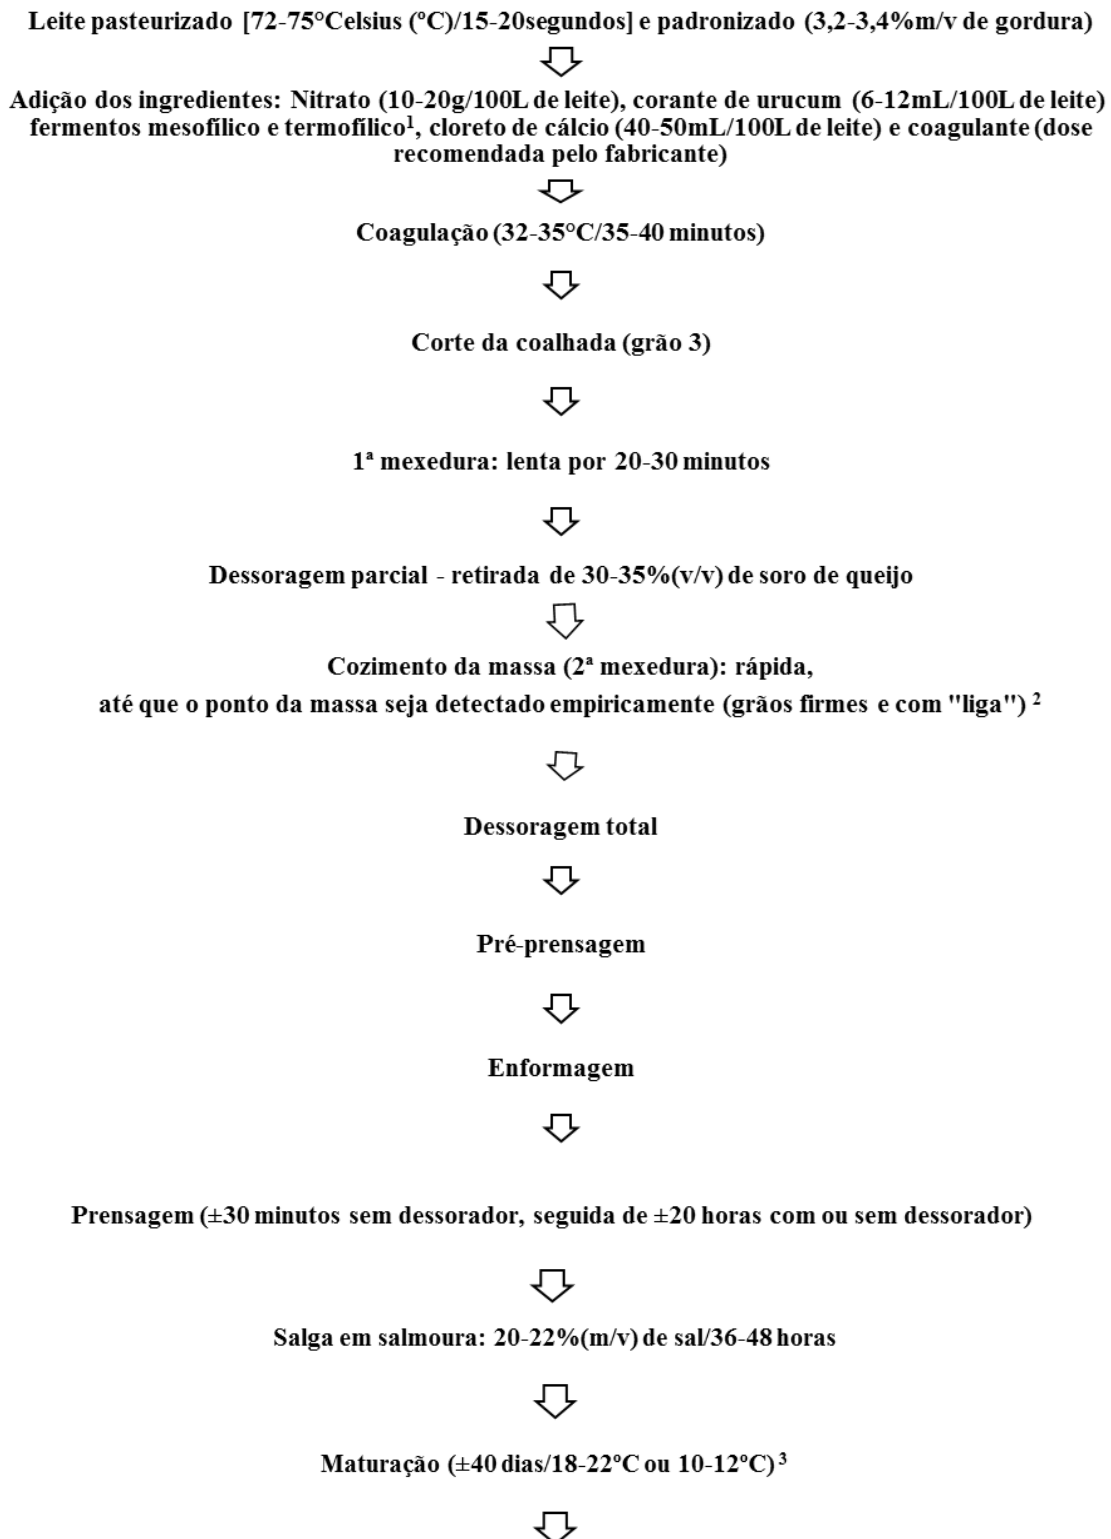 Leite pasteurizado [72-75°Celsius (ºC)/15-20segundos] e padronizado (3,2-3,4%m/v de gordura)
Adição dos ingredientes: Nitrato (10-20g/100L de leite), corante de urucum (6-12mL/100L de leite)
fermentos mesofílico e termofílico¹, cloreto de cálcio (40-50mL/100L de leite) e coagulante (dose
recomendada pelo fabricante)
Coagulação (32-35°C/35-40 minutos)
Corte da coalhada (grão 3)
1ª mexedura: lenta por 20-30 minutos
Dessoragem parcial - retirada de 30-35%(v/v) de soro de queijo
Cozimento da massa (2ª mexedura): rápida,
até que o ponto da massa seja detectado empiricamente (grãos firmes e com "liga") ²
Dessoragem total
Pré-prensagem
Enformagem
Prensagem (±30 minutos sem dessorador, seguida de ±20 horas com ou sem dessorador)
Salga em salmoura: 20-22%(m/v) de sal/36-48 horas
Maturação (±40 dias/18-22ºC ou 10-12ºC) ³